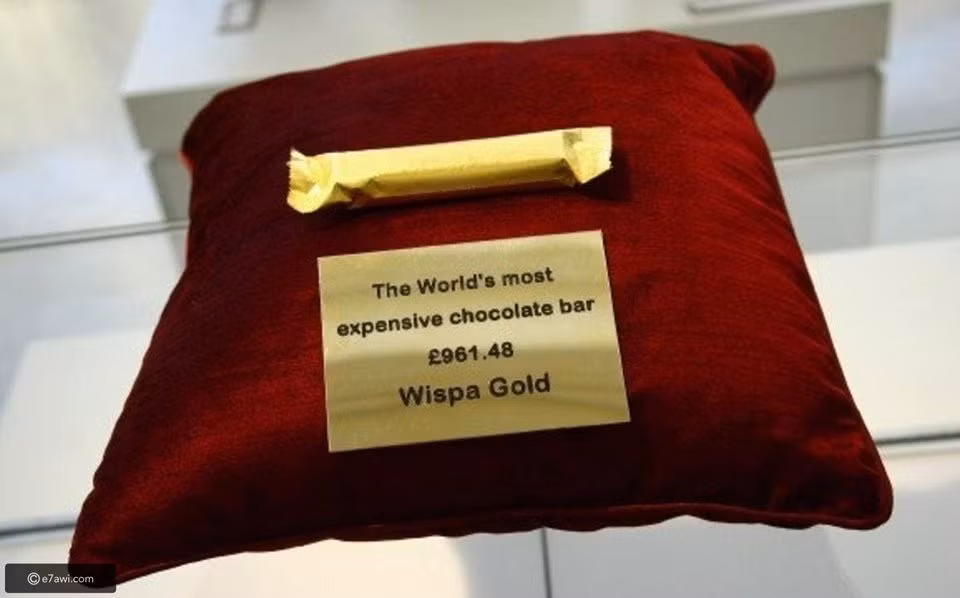 The World's most
expensive chocolate bar
£961.48
Wispa Gold
©e7awi.com